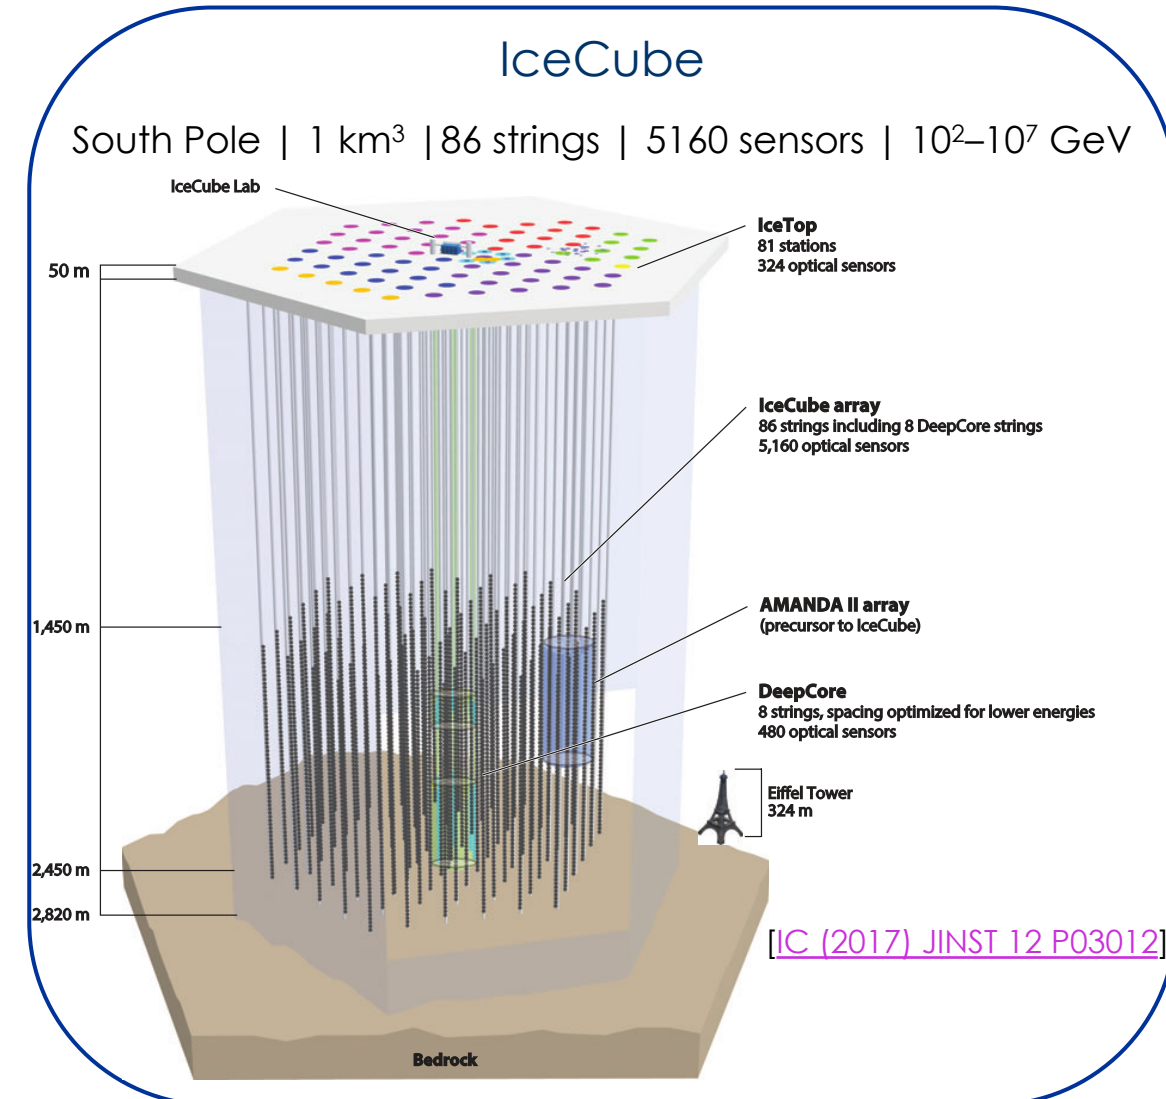 IceCube
South Pole | 1 km³ |86 strings | 5160 sensors | 10²–10⁷ GeV
IceCube Lab
IceTop
81 stations
324 optical sensors
50 m
IceCube array
86 strings including 8 DeepCore strings
5,160 optical sensors
1,450 m
AMANDA II array
(precursor to IceCube)
DeepCore
8 strings, spacing optimized for lower energies
480 optical sensors
Eiffel Tower
324 m
2,450 m
2,820 m
[IC (2017) JINST 12 P03012]
Bedrock